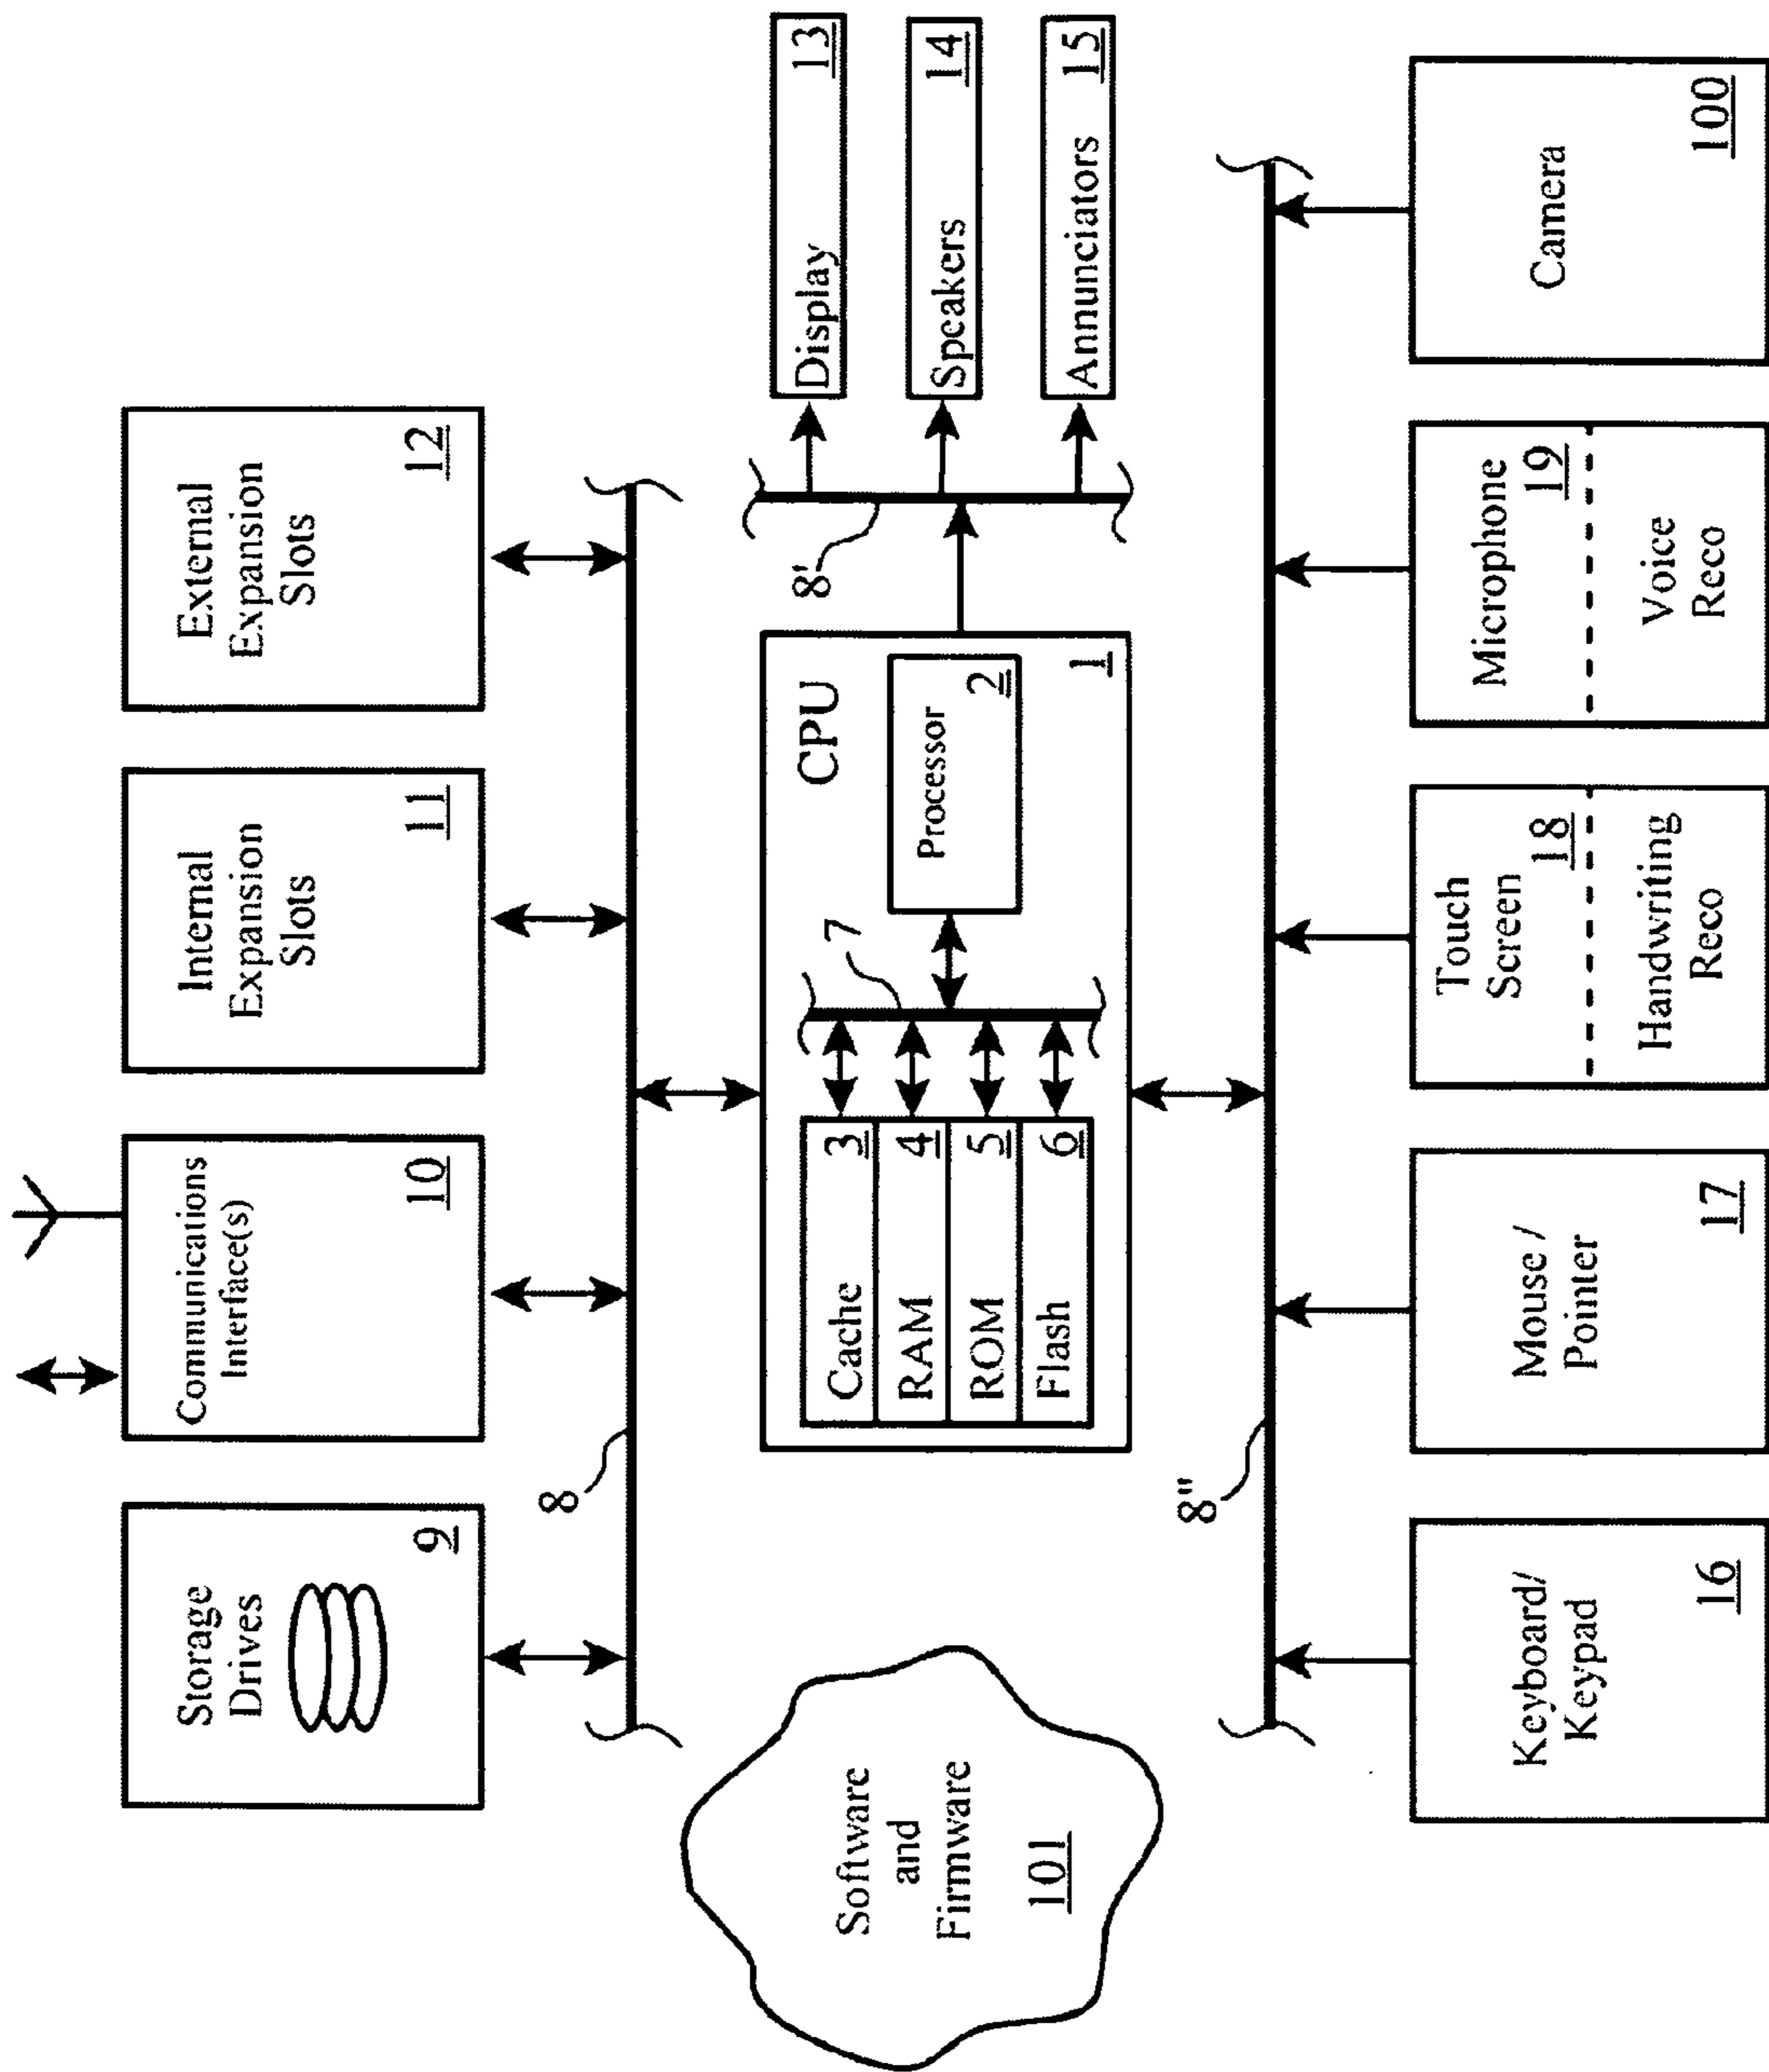 Storage
Drives
9
Communications
Interface(s)
10
Internal
Expansion
Slots
11
External
Expansion
Slots
12
8
Software
and
Firmware
101
CPU
Cache 3
RAM 4
ROM 5
Flash 6
7
Processor
2
1
8'
Display 13
Speakers 14
Annunciators 15
8"
Keyboard/
Keypad
16
Mouse /
Pointer
17
Touch
Screen
18
Handwriting
Reco
Microphone
19
Voice
Reco
Camera
100